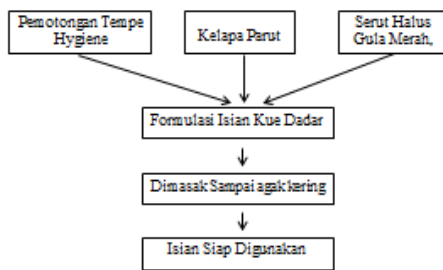 Pemotongan Tempe
Hygiene
Kelapa Parut
Serut Halus
Gula Merah,
Formulasi Isian Kue Dadar
Dimasak Sampai agak kering
Isian Siap Digunakan